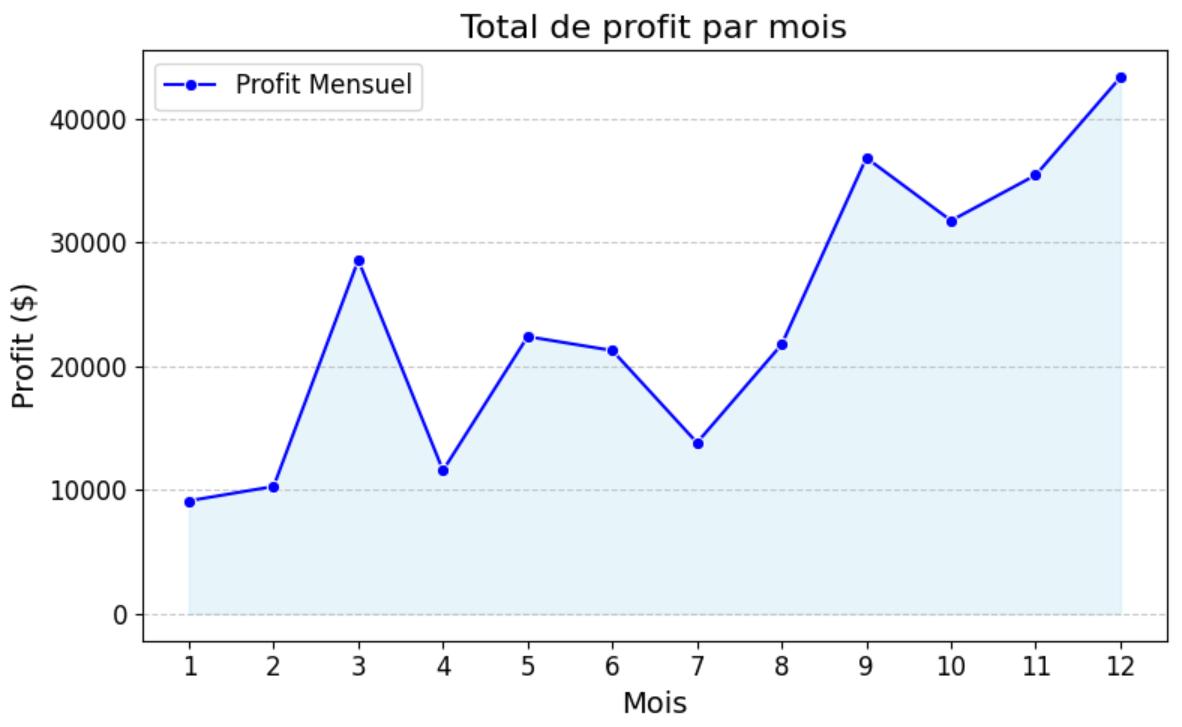 Total de profit par mois
Profit Mensuel
Profit ($)
40000
30000
20000
10000
0
1 2 3 4 5 6 7 8 9 10 11 12
Mois